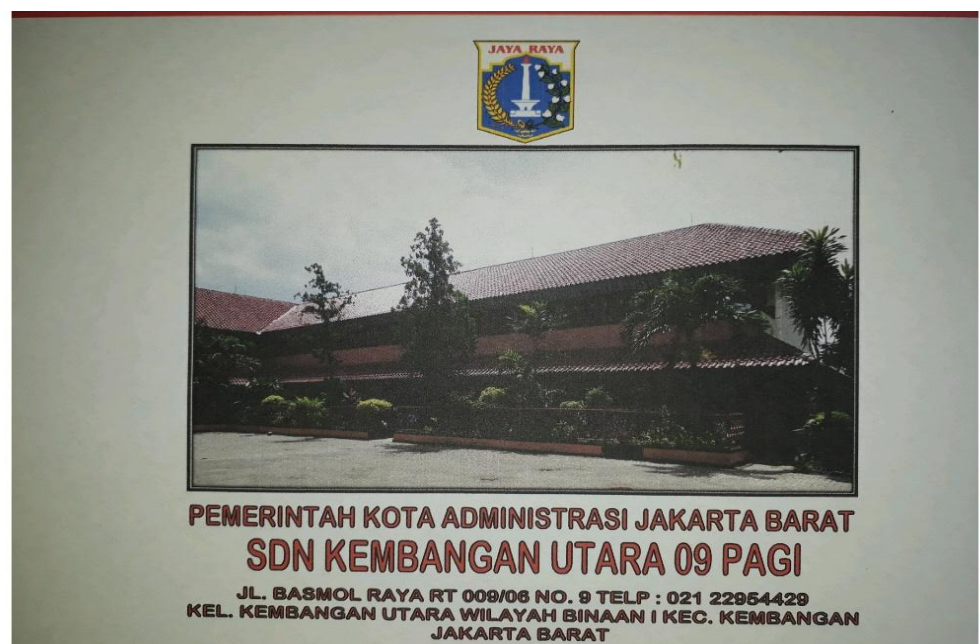 JAYA RAYA
PEMERINTAH KOTA ADMINISTRASI JAKARTA BARAT
SDN KEMBANGAN UTARA 09 PAGI
JL. BASMOL RAYA RT 009/06 NO. 9 TELP : 021 22954429
KEL. KEMBANGAN UTARA WILAYAH BINAAN I KEC. KEMBANGAN
JAKARTA BARAT